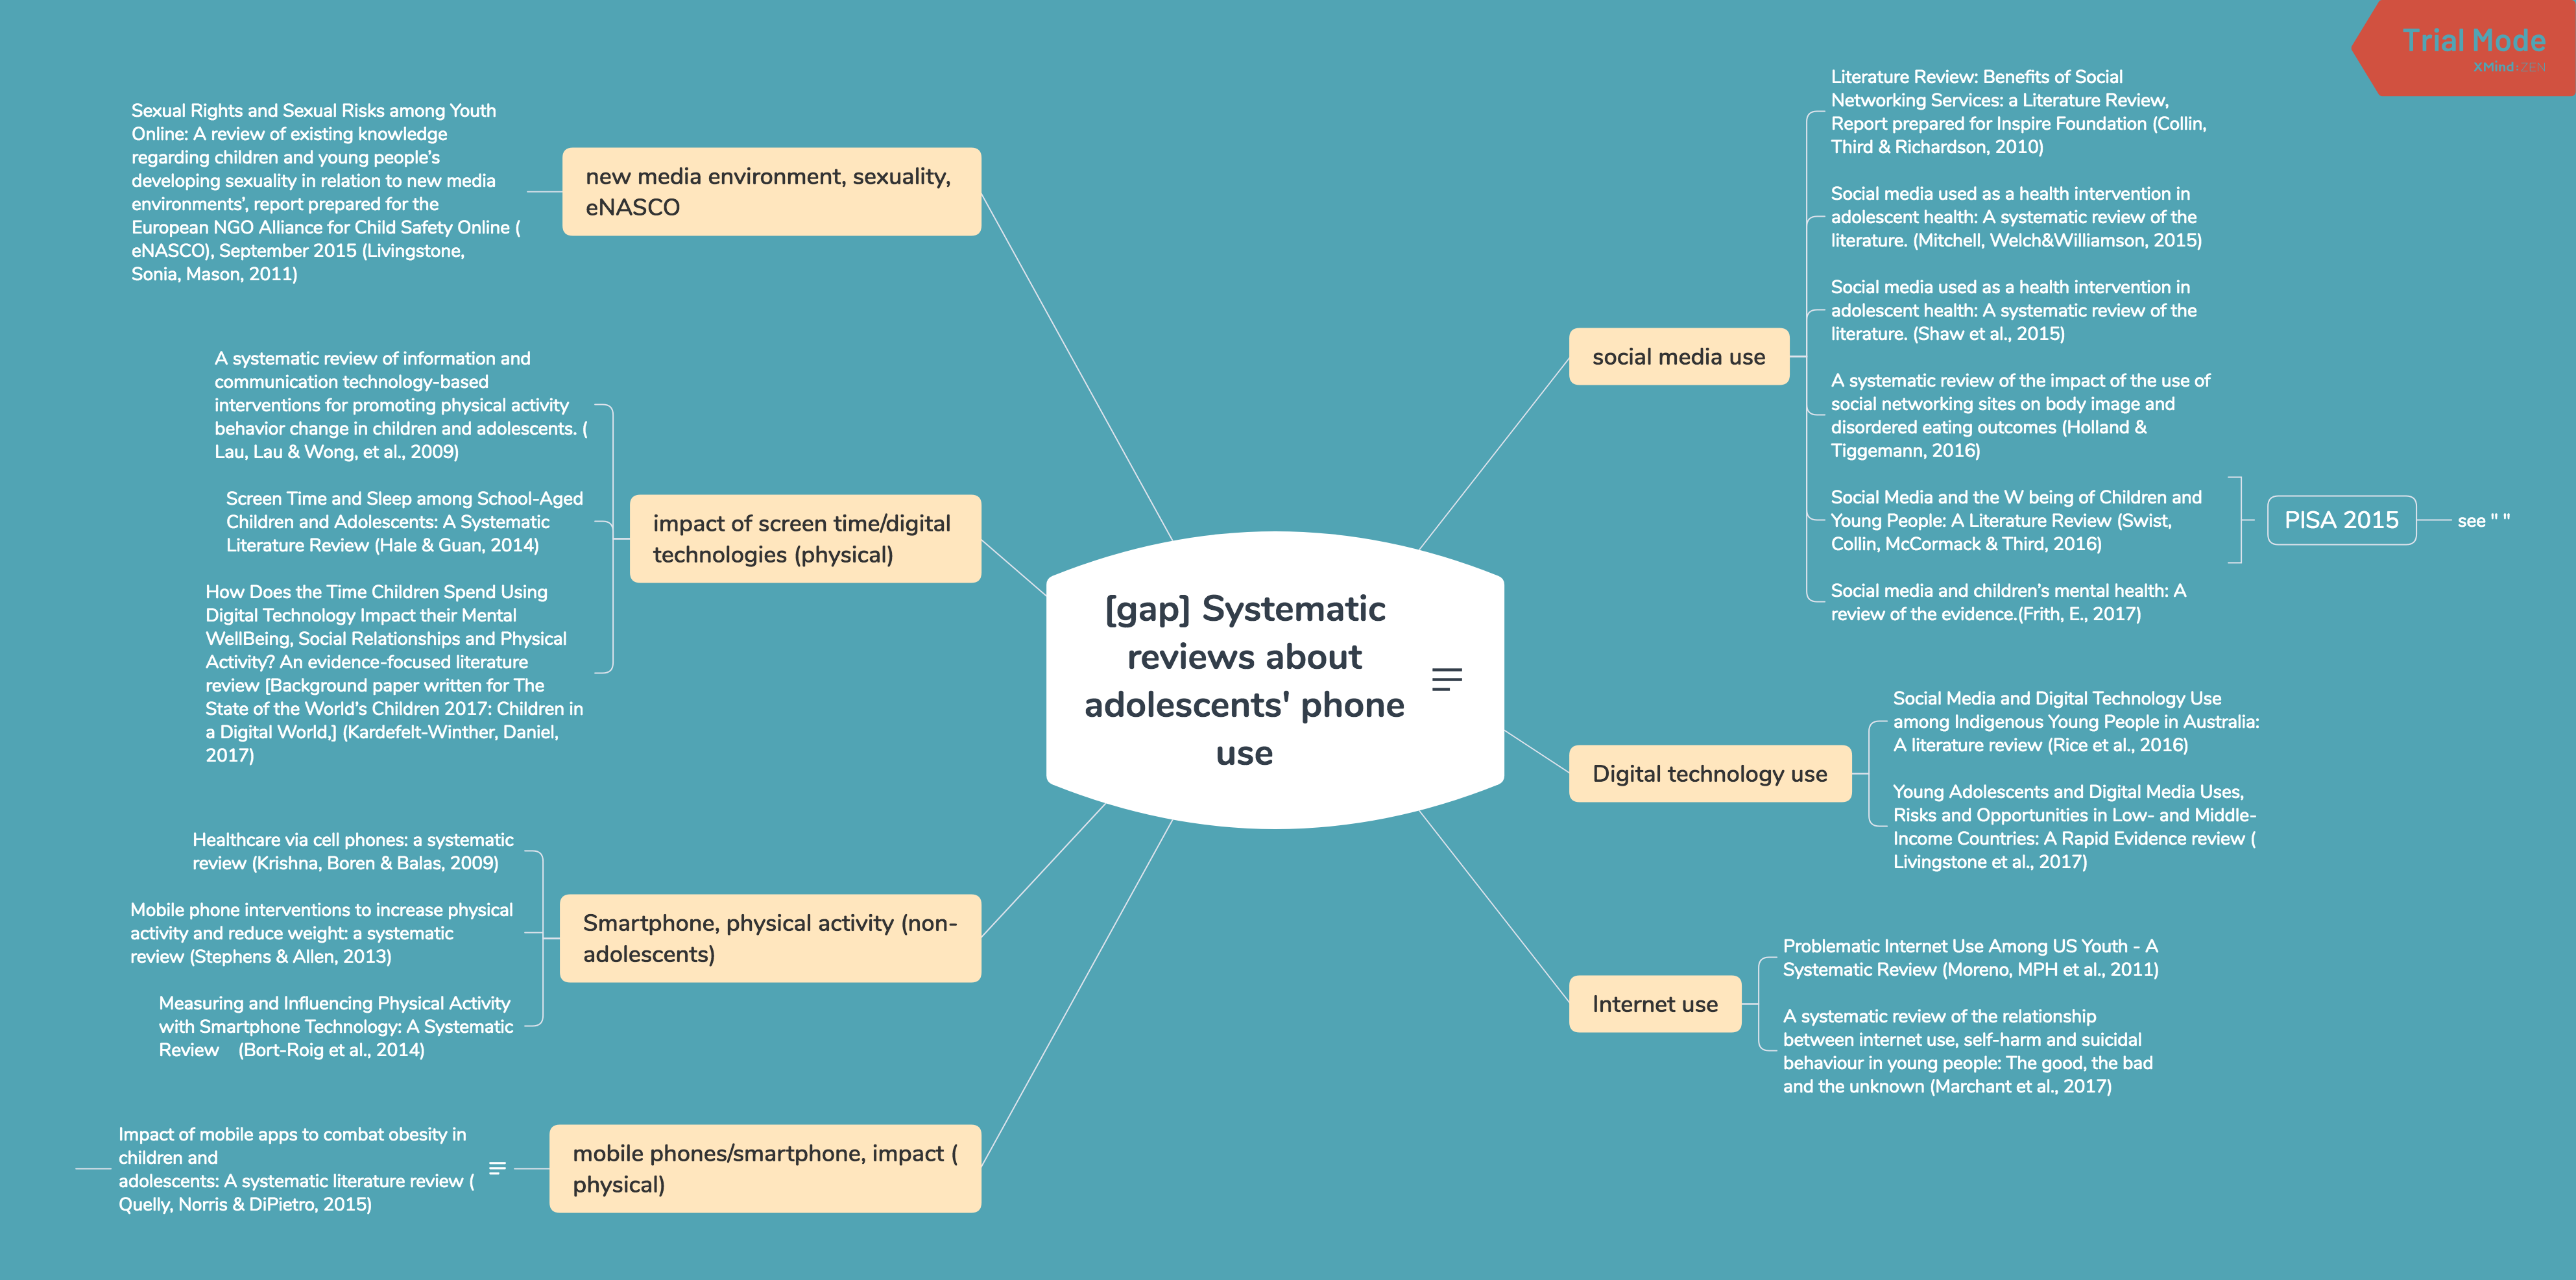 Trial Mode
XMind:ZEN
[gap] Systematic
reviews about
adolescents' phone
use
social media use
Literature Review: Benefits of Social
Networking Services: a Literature Review,
Report prepared for Inspire Foundation (Collin,
Third & Richardson, 2010)
Social media used as a health intervention in
adolescent health: A systematic review of the
literature. (Mitchell, Welch&Williamson, 2015)
Social media used as a health intervention in
adolescent health: A systematic review of the
literature. (Shaw et al., 2015)
A systematic review of the impact of the use of
social networking sites on body image and
disordered eating outcomes (Holland &
Tiggemann, 2016)
Social Media and the W being of Children and
Young People: A Literature Review (Swist,
Collin, McCormack & Third, 2016)
PISA 2015
see " "
Social media and children’s mental health: A
review of the evidence.(Frith, E., 2017)
Digital technology use
Social Media and Digital Technology Use
among Indigenous Young People in Australia:
A literature review (Rice et al., 2016)
Young Adolescents and Digital Media Uses,
Risks and Opportunities in Low- and Middle-
Income Countries: A Rapid Evidence review (
Livingstone et al., 2017)
Internet use
Problematic Internet Use Among US Youth - A
Systematic Review (Moreno, MPH et al., 2011)
A systematic review of the relationship
between internet use, self-harm and suicidal
behaviour in young people: The good, the bad
and the unknown (Marchant et al., 2017)
new media environment, sexuality,
eNASCO
Sexual Rights and Sexual Risks among Youth
Online: A review of existing knowledge
regarding children and young people’s
developing sexuality in relation to new media
environments’, report prepared for the
European NGO Alliance for Child Safety Online (
eNASCO), September 2015 (Livingstone,
Sonia, Mason, 2011)
impact of screen time/digital
technologies (physical)
A systematic review of information and
communication technology-based
interventions for promoting physical activity
behavior change in children and adolescents. (
Lau, Lau & Wong, et al., 2009)
Screen Time and Sleep among School-Aged
Children and Adolescents: A Systematic
Literature Review (Hale & Guan, 2014)
How Does the Time Children Spend Using
Digital Technology Impact their Mental
WellBeing, Social Relationships and Physical
Activity? An evidence-focused literature
review [Background paper written for The
State of the World’s Children 2017: Children in
a Digital World,] (Kardefelt-Winther, Daniel,
2017)
Smartphone, physical activity (non-
adolescents)
Healthcare via cell phones: a systematic
review (Krishna, Boren & Balas, 2009)
Mobile phone interventions to increase physical
activity and reduce weight: a systematic
review (Stephens & Allen, 2013)
Measuring and Influencing Physical Activity
with Smartphone Technology: A Systematic
Review (Bort-Roig et al., 2014)
mobile phones/smartphone, impact (
physical)
Impact of mobile apps to combat obesity in
children and
adolescents: A systematic literature review (
Quelly, Norris & DiPietro, 2015)